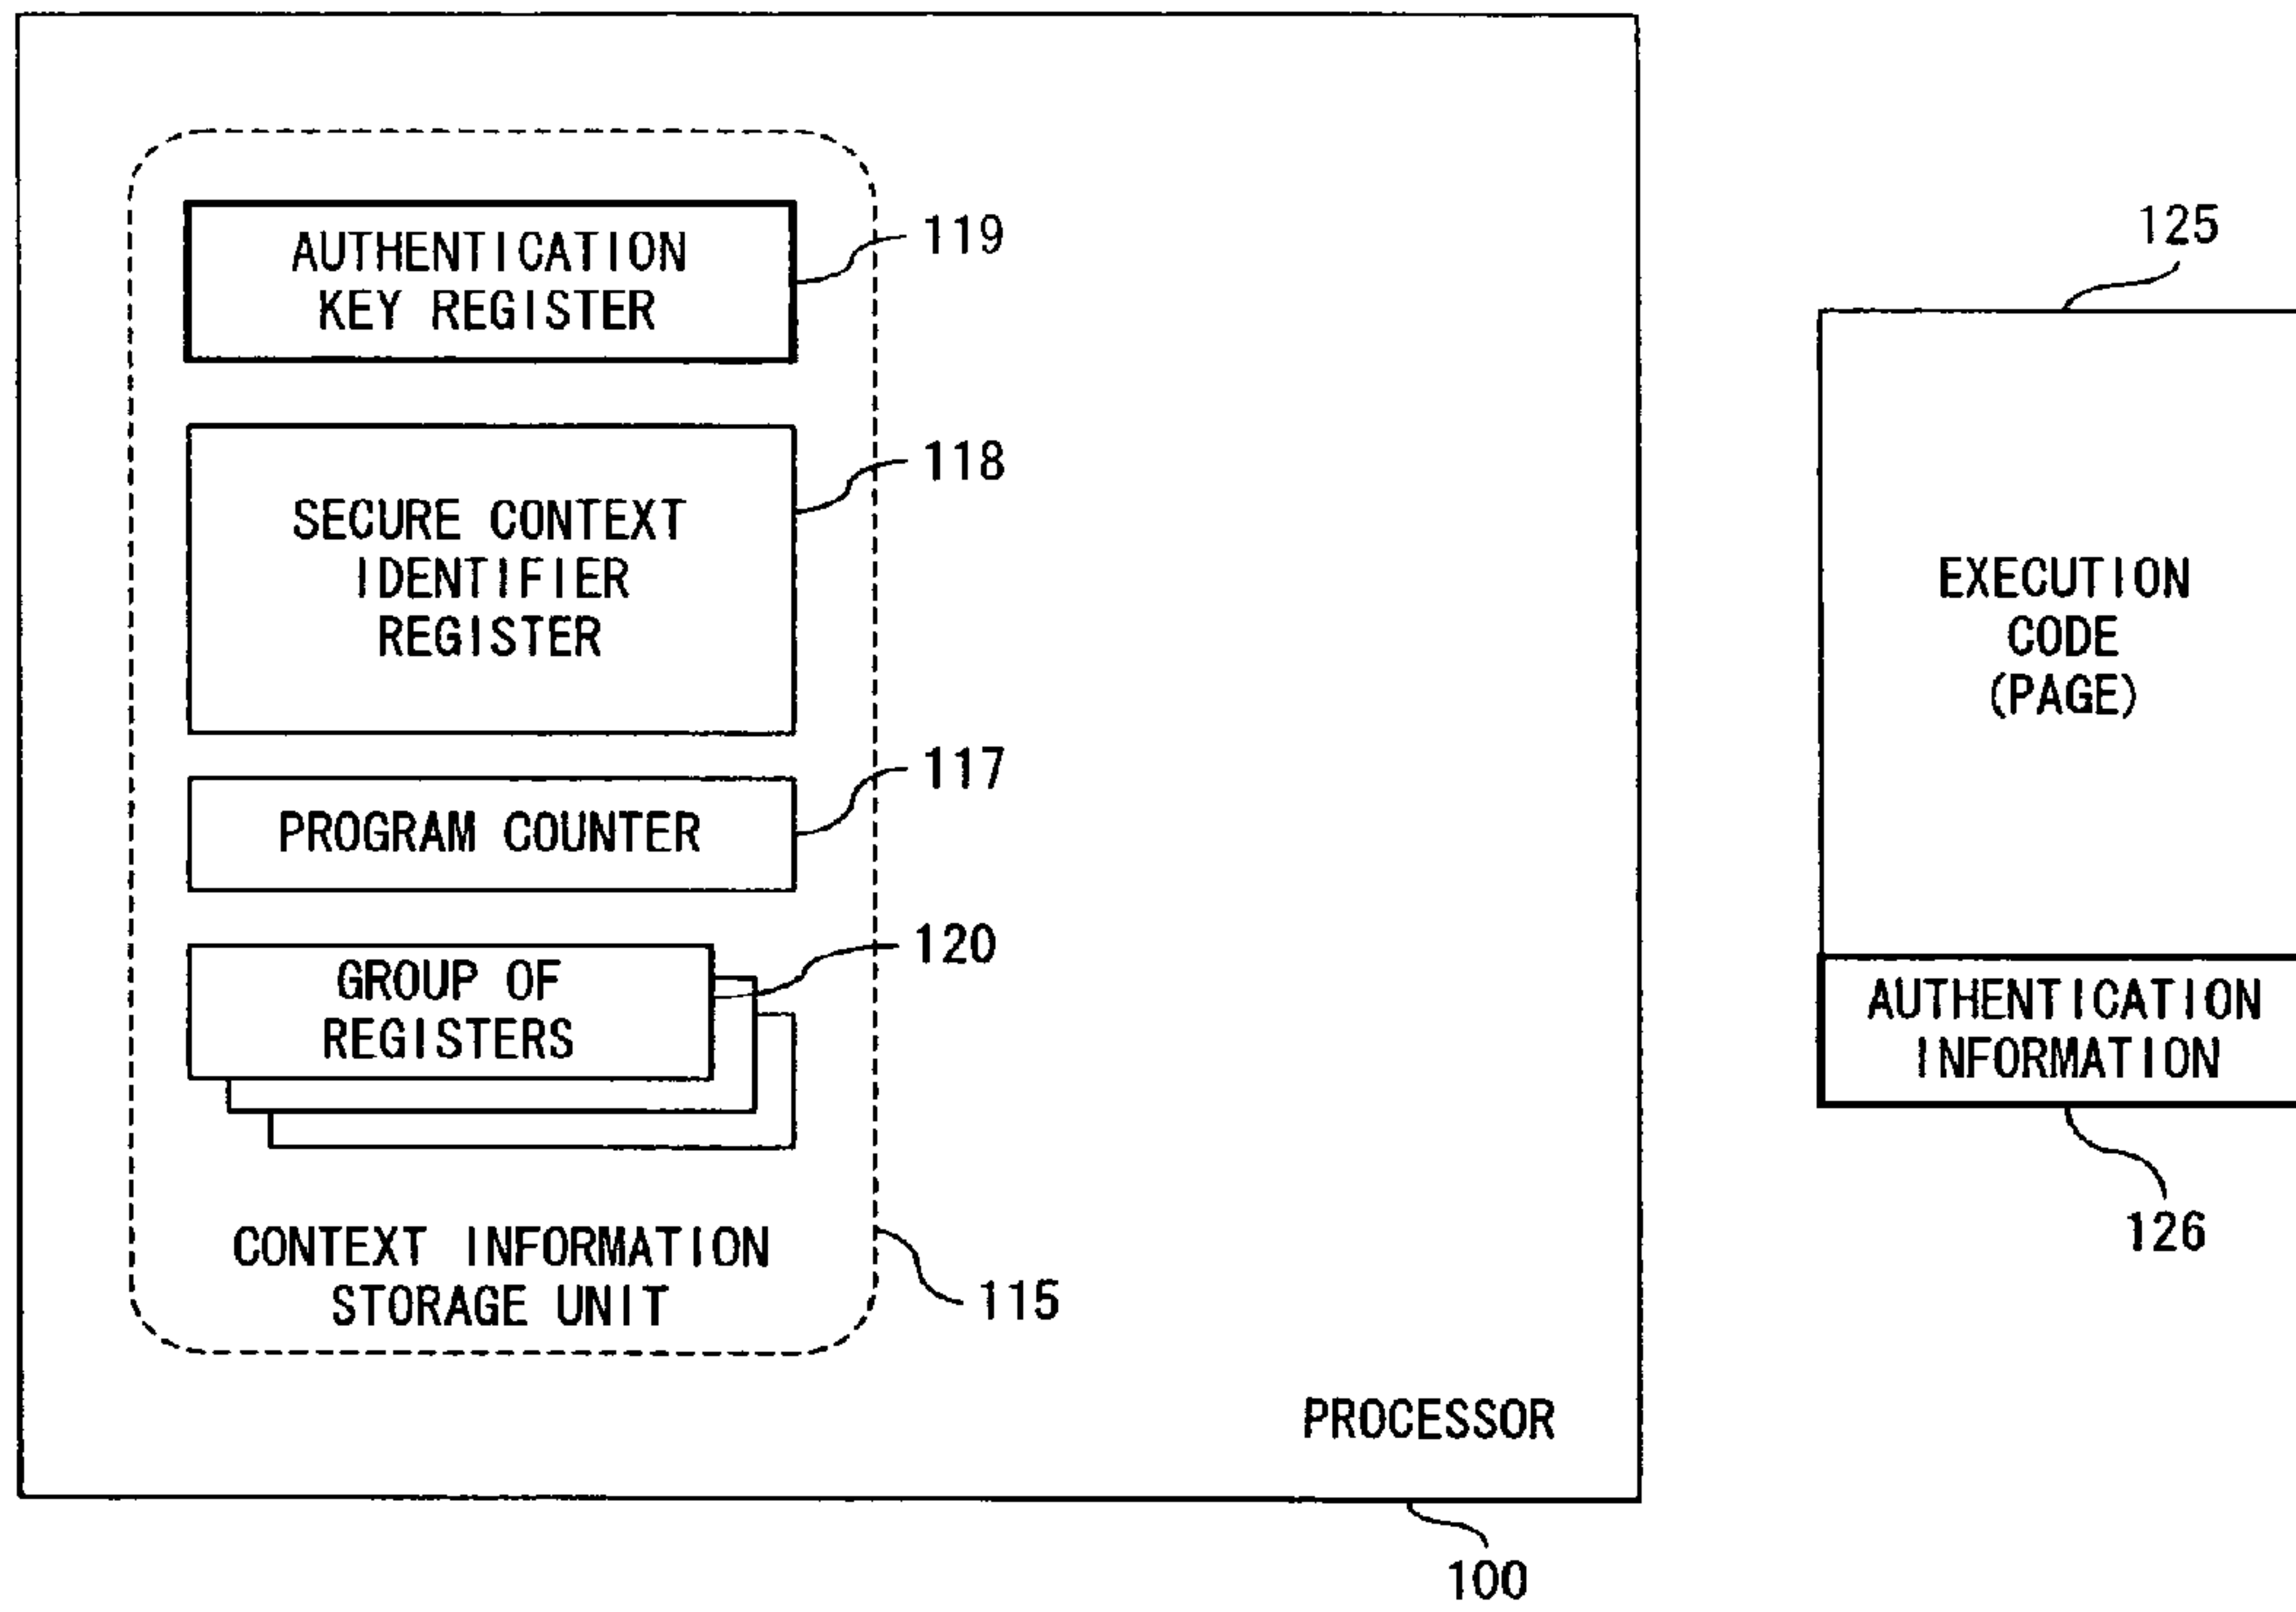 AUTHENTICATION
KEY REGISTER
119
SECURE CONTEXT
IDENTIFIER
REGISTER
118
PROGRAM COUNTER
117
GROUP OF
REGISTERS
120
CONTEXT INFORMATION
STORAGE UNIT
115
PROCESSOR
100
125
EXECUTION
CODE
(PAGE)
AUTHENTICATION
INFORMATION
126